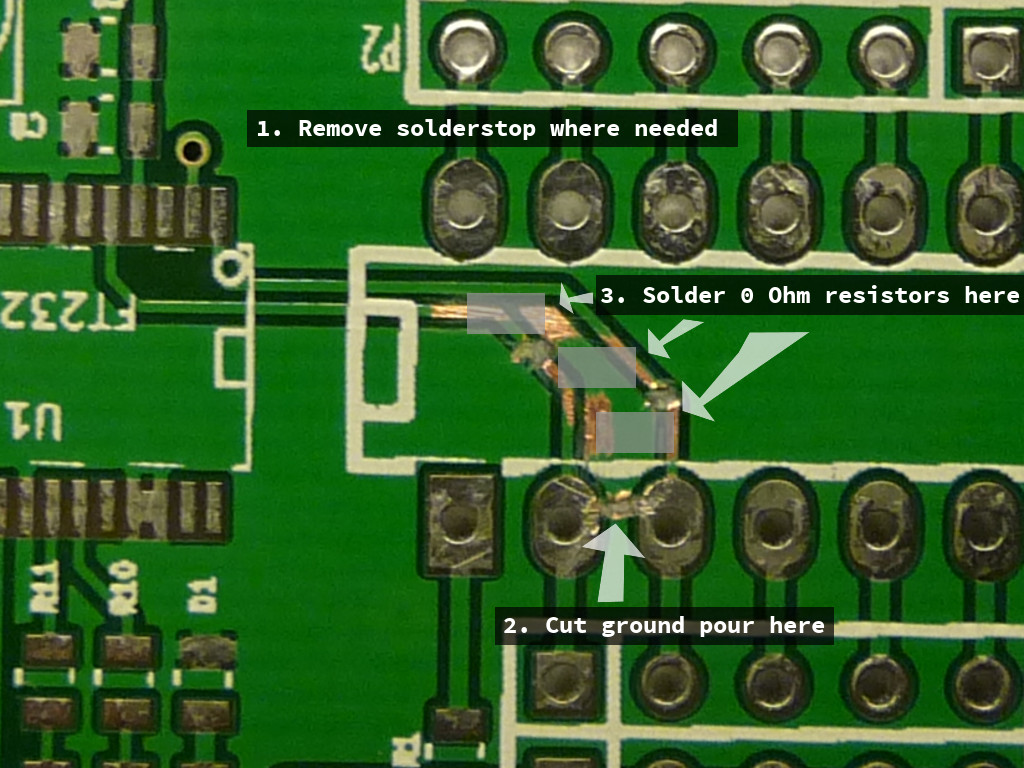 P2
1. Remove solderstop where needed
3. Solder 0 Ohm resistors here
FT232
U1
R11
R10
D1
2. Cut ground pour here